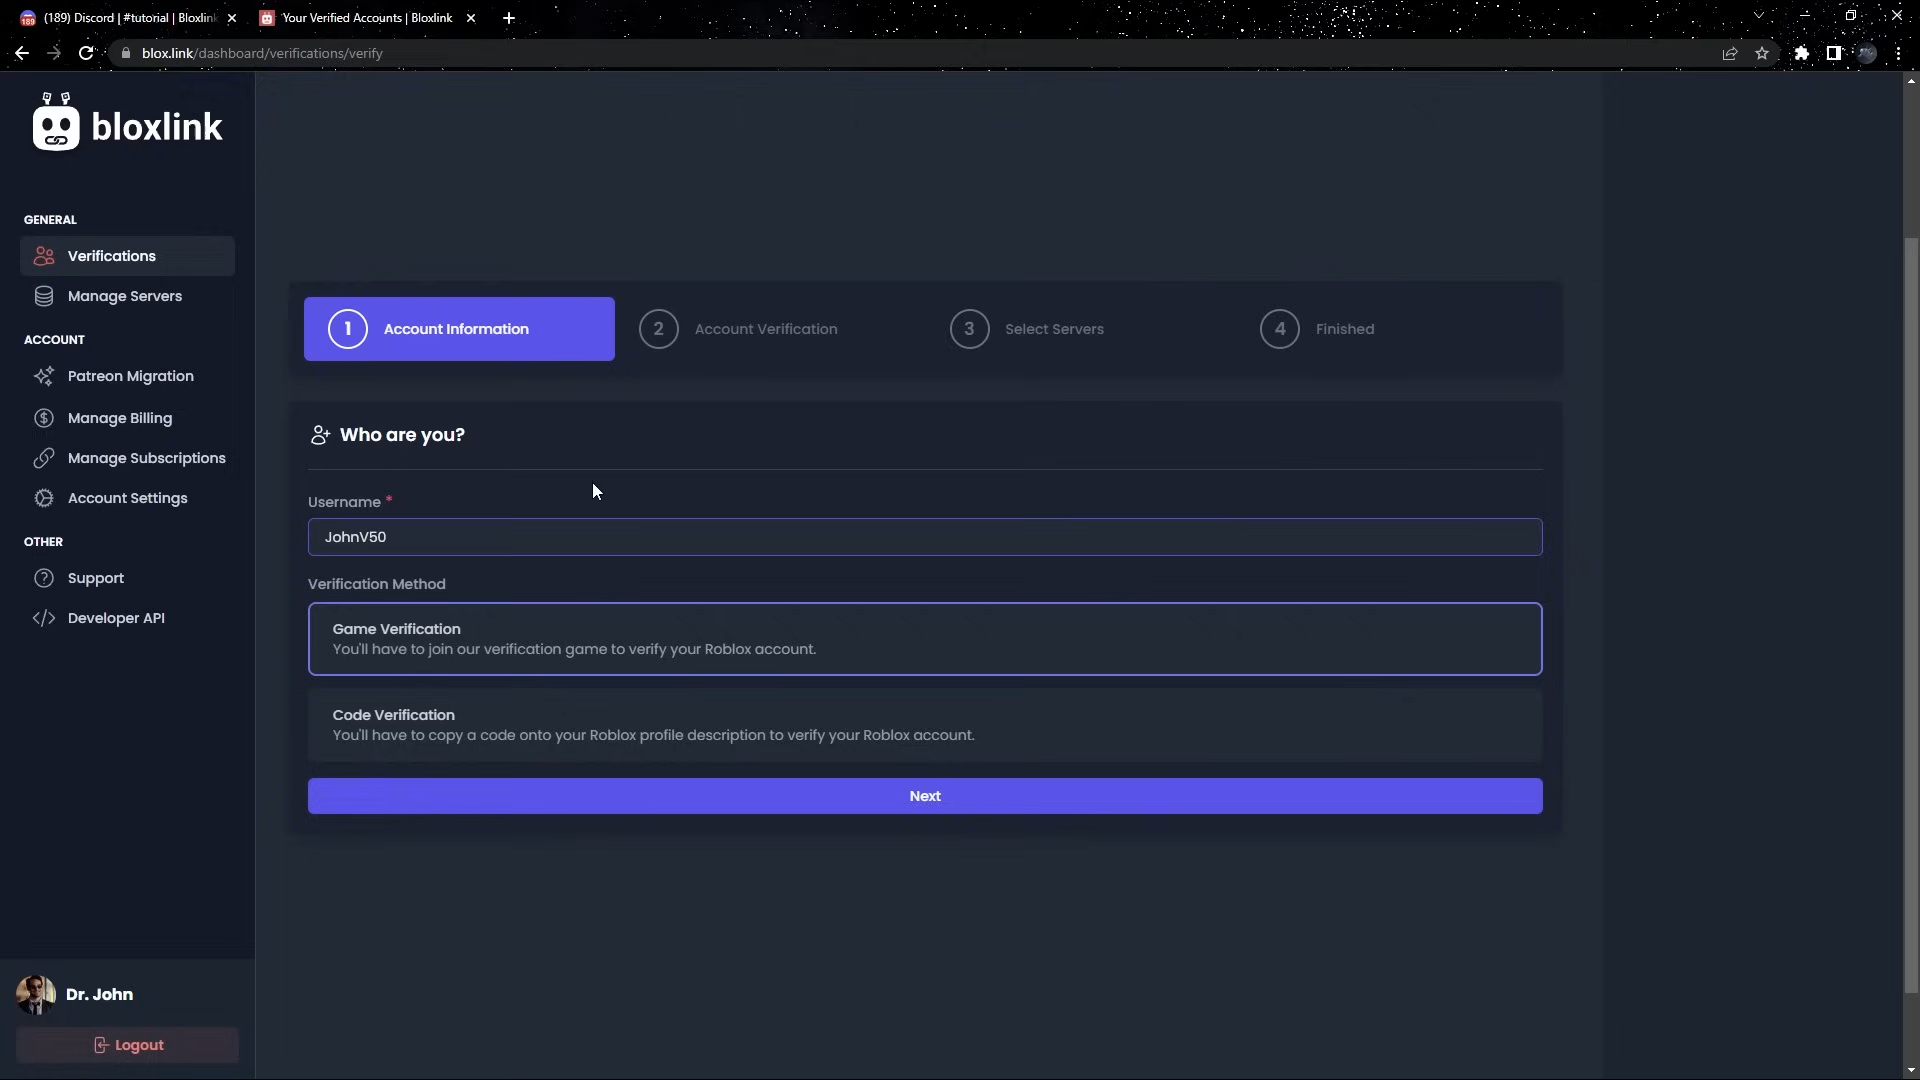 (189) Discord | #tutorial | Bloxlink
Your Verified Accounts | Bloxlink
blox.link/dashboard/verifications/verify
bloxlink
GENERAL
Verifications
Manage Servers
ACCOUNT
Patreon Migration
Manage Billing
Manage Subscriptions
Account Settings
OTHER
Support
Developer API
Dr. John
Logout
1 Account Information
2 Account Verification
3 Select Servers
4 Finished
Who are you?
Username *
JohnV50
Verification Method
Game Verification
You'll have to join our verification game to verify your Roblox account.
Code Verification
You'll have to copy a code onto your Roblox profile description to verify your Roblox account.
Next